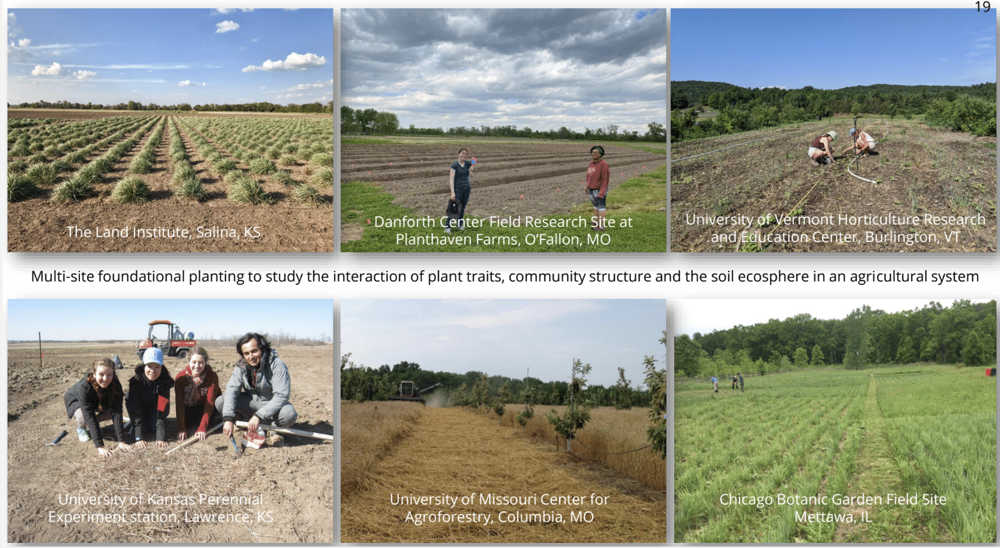 19
The Land Institute, Salina, KS
Danforth Center Field Research Site at
Planthaven Farms, O’Fallon, MO
University of Vermont Horticulture Research
and Education Center, Burlington, VT
Multi-site foundational planting to study the interaction of plant traits, community structure and the soil ecosphere in an agricultural system
University of Kansas Perennial
Experiment station, Lawrence, KS
University of Missouri Center for
Agroforestry, Columbia, MO
Chicago Botanic Garden Field Site
Mettawa, IL